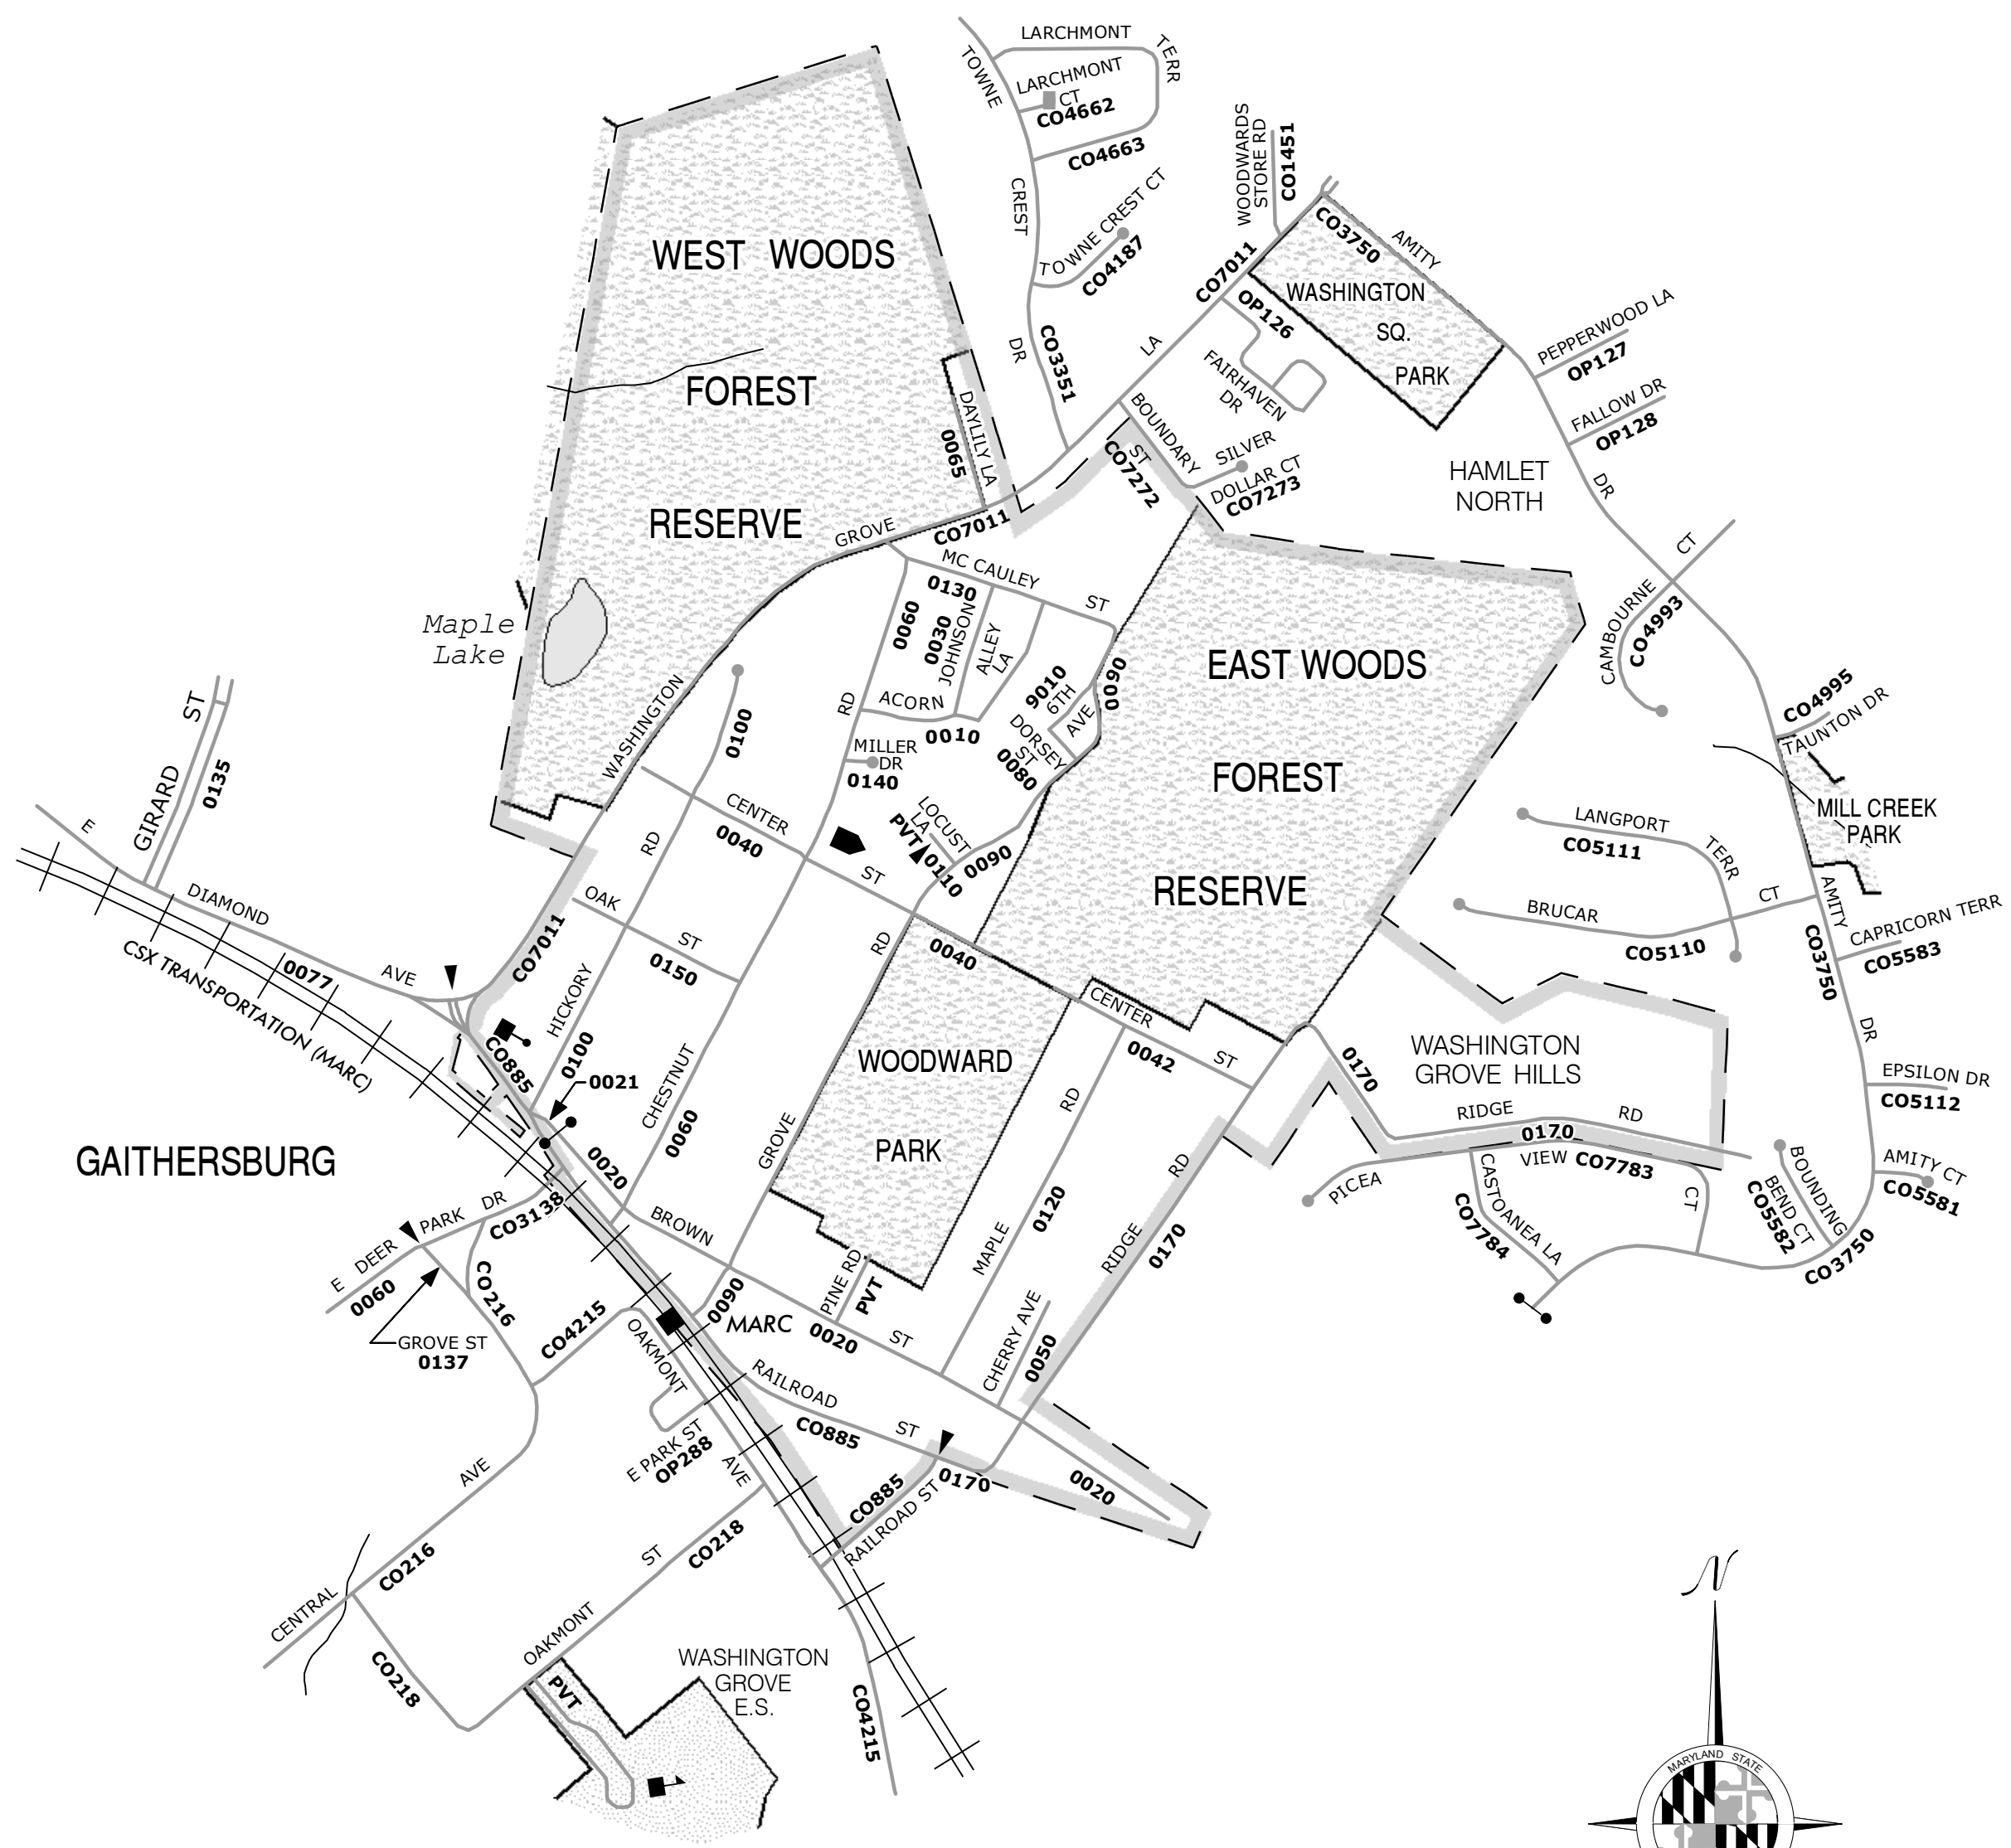 LARCHMONT
TERR
TOWNE
LARCHMONT
CT
CO4662
CO4663
CREST
TOWNE CREST CT
CO4187
DR
CO3351
WOODWARDS
STORE RD
CO1451
CO7011
LA
CO3750
AMITY
WASHINGTON
SQ.
PARK
OP126
FAIRHAVEN
DR
PEPPERWOOD LA
OP127
FALLOW DR
OP128
DR
BOUNDARY
ST
CO7272
SILVER
DOLLAR CT
CO7273
HAMLET
NORTH
WEST WOODS
FOREST
RESERVE
DAYLILY LA
0065
GROVE
CO7011
Maple
Lake
WASHINGTON
MC CAULEY
ST
0130
0060
0030
JOHNSON
ALLEY
LA
RD
ACORN
0010
MILLER
DR
0140
9010
6TH
AVE
0090
DORSEY
ST
0080
LOCUST
LA
PVT
0110
0090
EAST WOODS
FOREST
RESERVE
CT
CAMBOURNE
CO4993
CO4995
TAUNTON DR
MILL CREEK
PARK
LANGPORT
TERR
CO5111
BRUCAR
CT
CO5110
AMITY
CO3750
DR
CAPRICORN TERR
CO5583
EPSILON DR
CO5112
AMITY CT
CO5581
BOUNDING
BEND CT
CO5582
CO3750
GIRARD
ST
0135
E
DIAMOND
AVE
0077
CSX TRANSPORTATION (MARC)
0100
RD
CENTER
0040
ST
OAK
ST
0150
CO7011
HICKORY
0100
0021
CO885
CHESTNUT
0060
0020
RD
GROVE
0040
WOODWARD
PARK
CENTER
0042
ST
0170
WASHINGTON
GROVE HILLS
RIDGE
RD
0170
VIEW
CO7783
PICEA
CT
CASTOANEA LA
CO7784
GAITHERSBURG
E DEER PARK DR
CO3138
0060
CO216
GROVE ST
0137
CO4215
BROWN
0090
MARC
PINE RD
PVT
0020
ST
RD
MAPLE
0120
RD
RIDGE
0170
CHERRY AVE
0050
OAKMONT
AVE
E PARK ST
OP288
RAILROAD
ST
CO885
CO885
RAILROAD ST
0170
0020
AVE
CO216
CENTRAL
CO218
ST
CO218
OAKMONT
PVT
WASHINGTON
GROVE
E.S.
CO4215
N
MARYLAND STATE